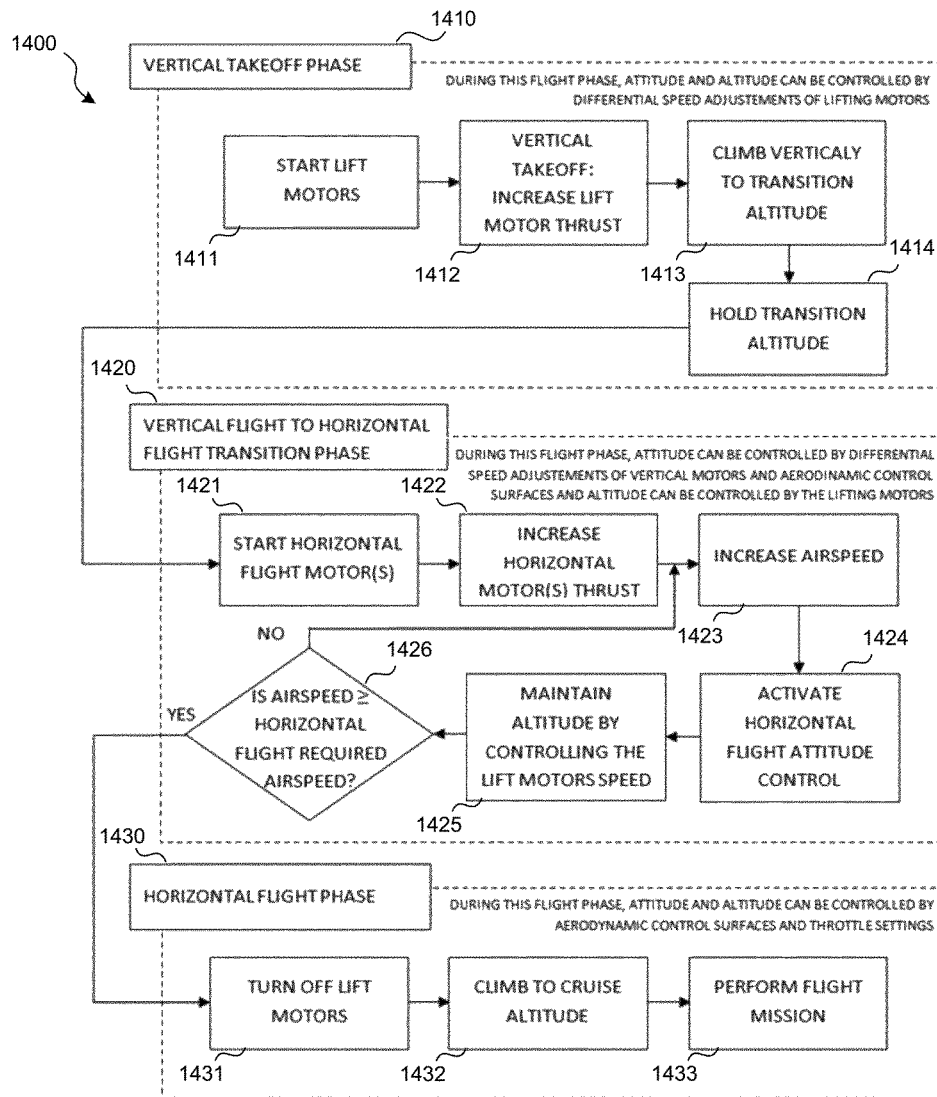 1400
1410
VERTICAL TAKEOFF PHASE
DURING THIS FLIGHT PHASE, ATTITUDE AND ALTITUDE CAN BE CONTROLLED BY
DIFFERENTIAL SPEED ADJUSTEMENTS OF LIFTING MOTORS
START LIFT
MOTORS
1411
VERTICAL
TAKEOFF:
INCREASE LIFT
MOTOR THRUST
1412
CLIMB VERTICALY
TO TRANSITION
ALTITUDE
1413
1414
HOLD TRANSITION
ALTITUDE
1420
VERTICAL FLIGHT TO HORIZONTAL
FLIGHT TRANSITION PHASE
DURING THIS FLIGHT PHASE, ATTITUDE CAN BE CONTROLLED BY DIFFERENTIAL
SPEED ADJUSTEMENTS OF VERTICAL MOTORS AND AERODINAMIC CONTROL
SURFACES AND ALTITUDE CAN BE CONTROLLED BY THE LIFTING MOTORS
1421
START HORIZONTAL
FLIGHT MOTOR(S)
1422
INCREASE
HORIZONTAL
MOTOR(S) THRUST
INCREASE AIRSPEED
1423
1424
ACTIVATE
HORIZONTAL
FLIGHT ATTITUDE
CONTROL
MAINTAIN
ALTITUDE BY
CONTROLLING THE
LIFT MOTORS SPEED
1425
NO
1426
IS AIRSPEED ≥
HORIZONTAL
FLIGHT REQUIRED
AIRSPEED?
YES
1430
HORIZONTAL FLIGHT PHASE
DURING THIS FLIGHT PHASE, ATTITUDE AND ALTITUDE CAN BE CONTROLLED BY
AERODYNAMIC CONTROL SURFACES AND THROTTLE SETTINGS
TURN OFF LIFT
MOTORS
1431
CLIMB TO CRUISE
ALTITUDE
1432
PERFORM FLIGHT
MISSION
1433